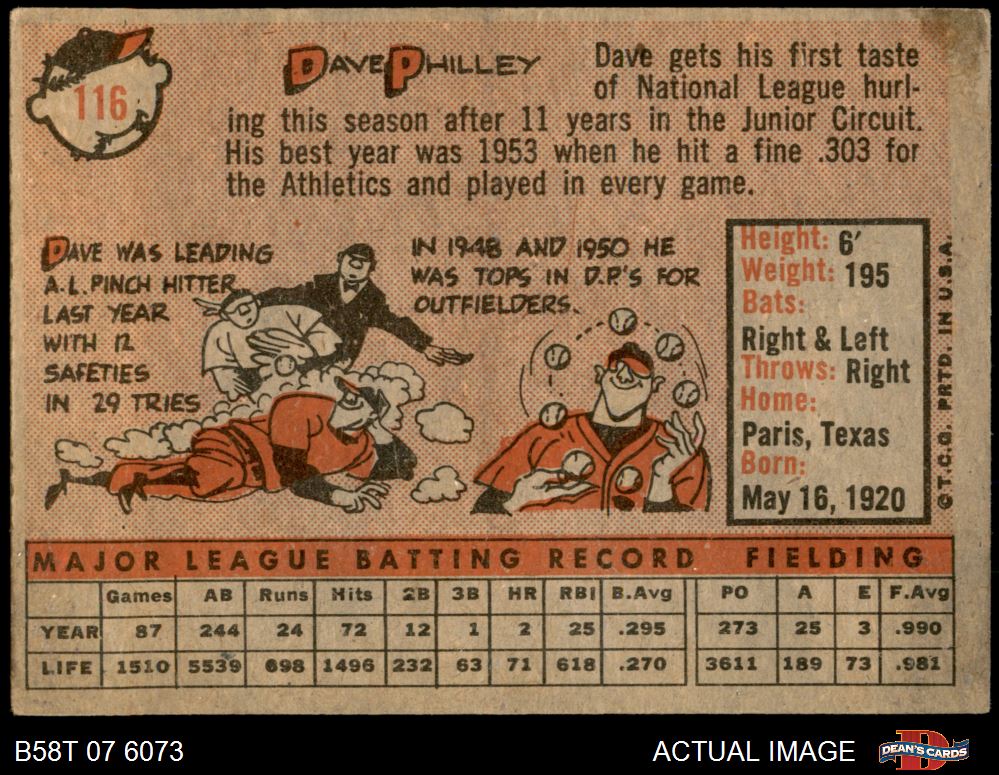 116
DAVE PHILLEY
Dave gets his first taste
of National League hurl-
ing this season after 11 years in the Junior Circuit.
His best year was 1953 when he hit a fine .303 for
the Athletics and played in every game.
DAVE WAS LEADING
A.L. PINCH HITTER
LAST YEAR
WITH 12
SAFETIES
IN 29 TRIES
IN 1948 AND 1950 HE
WAS TOPS IN D.P.'S FOR
OUTFIELDERS.
Height: 6′
Weight: 195
Bats:
Right & Left
Throws: Right
Home:
Paris, Texas
Born:
May 16, 1920
©T.C.G. PRTD. IN U.S.A.
MAJOR LEAGUE BATTING RECORD FIELDING
Games AB Runs Hits 2B 3B HR RBI B.Avg PO A E F.Avg
YEAR 87 244 24 72 12 1 2 25 .295 273 25 3 .990
LIFE 1510 5539 698 1496 232 63 71 618 .270 3611 189 73 .981
B58T 07 6073 ACTUAL IMAGE DEAN'S CARDS